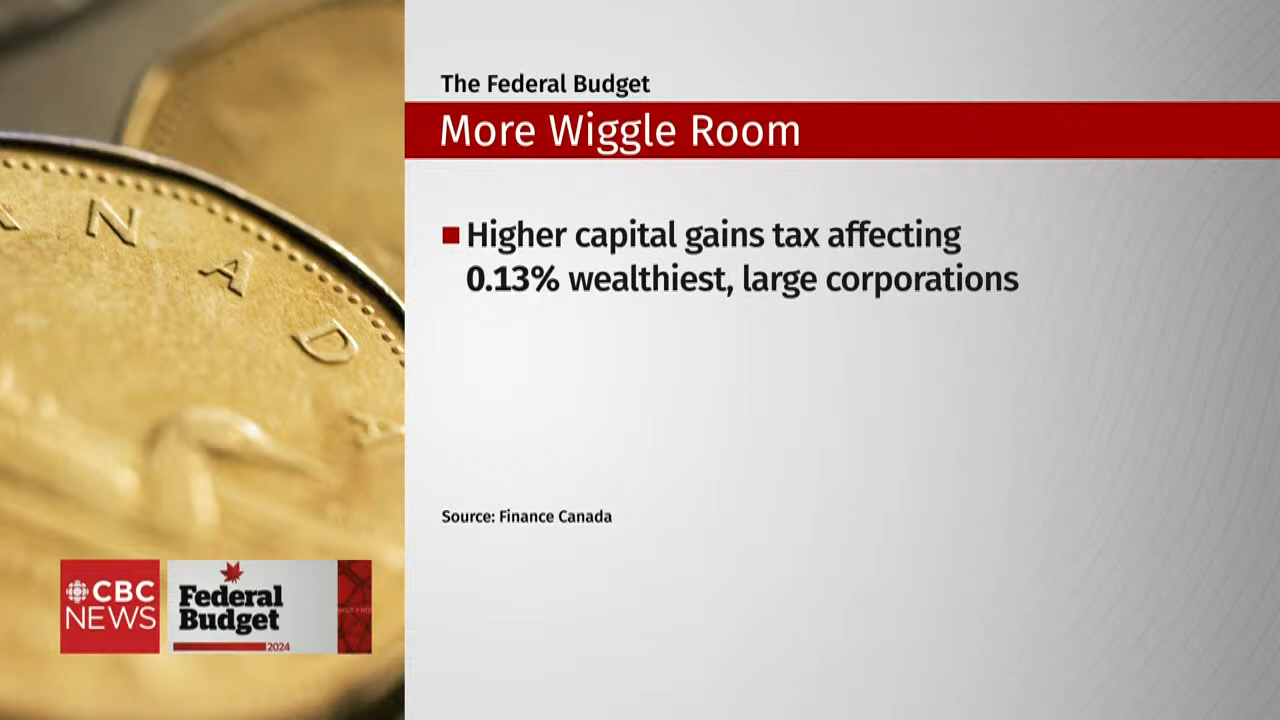 The Federal Budget
More Wiggle Room
Higher capital gains tax affecting
0.13% wealthiest, large corporations
Source: Finance Canada
N
A
D
A
CBC
NEWS
Federal
Budget
2024